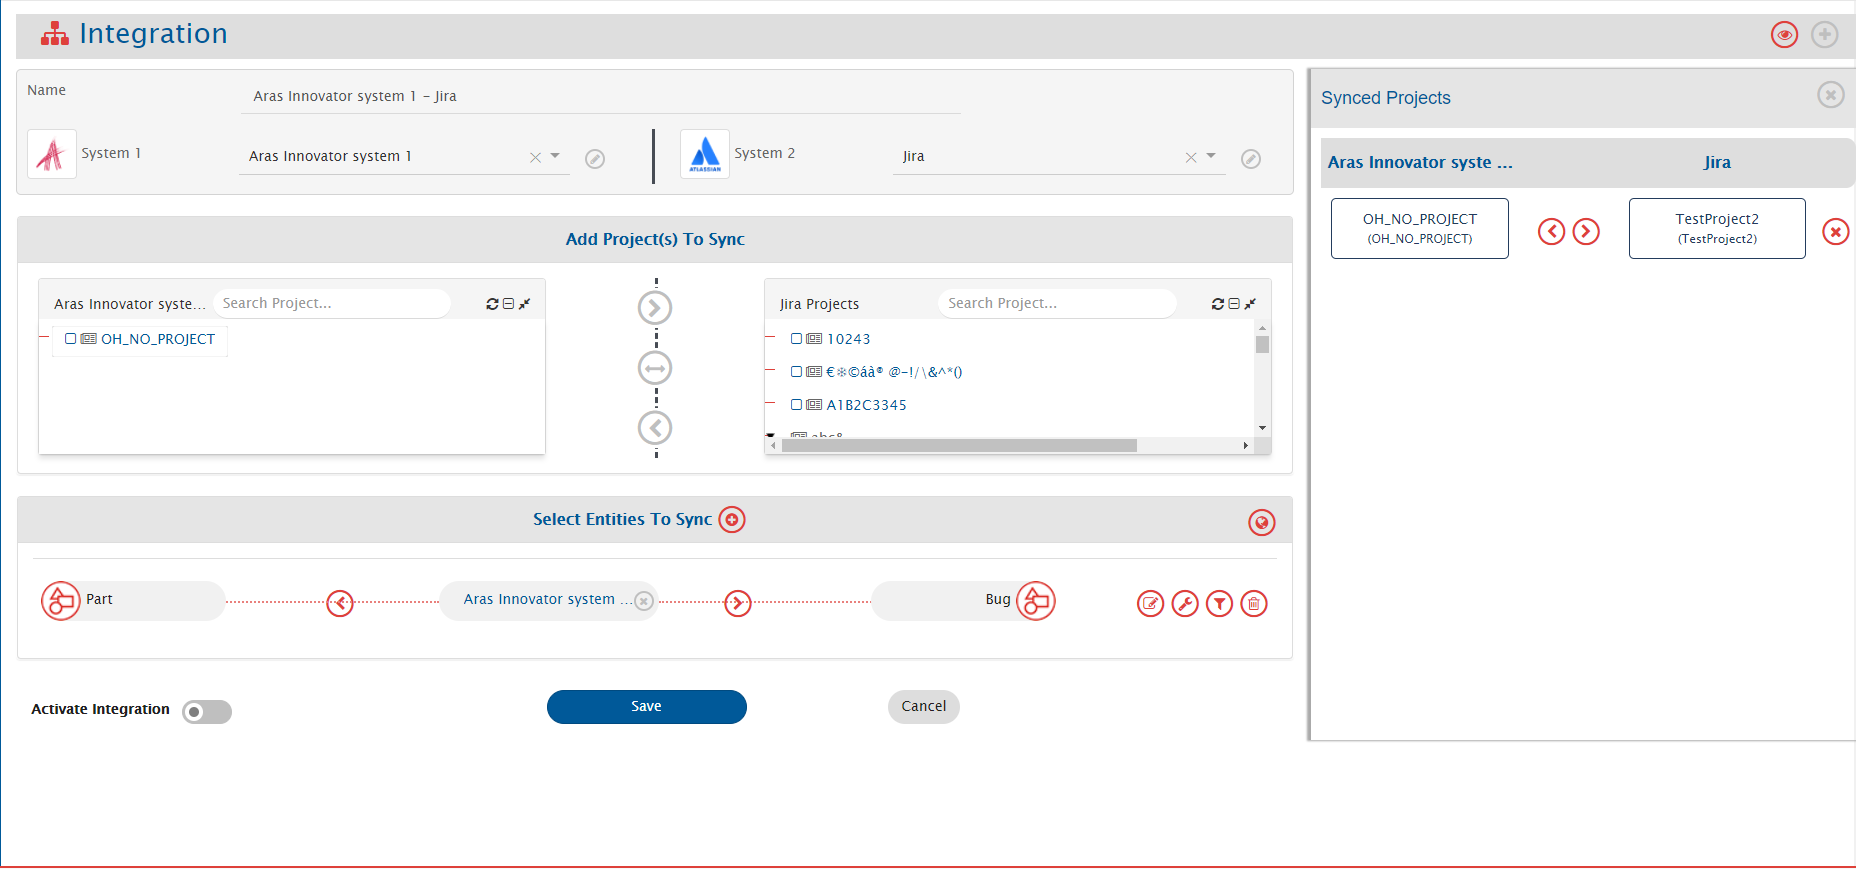 Integration
Name
Aras Innovator system 1 - Jira
System 1
Aras Innovator system 1
ATLASSIAN
System 2
Jira
Add Project(s) To Sync
Aras Innovator syste...
Search Project...
OH_NO_PROJECT
Jira Projects
Search Project...
10243
€❄©áà® @-!/\&^*()
A1B2C3345
abc&
Select Entities To Sync
Part
Aras Innovator system ...
Bug
Activate Integration
Save
Cancel
Synced Projects
Aras Innovator syste ...
Jira
OH_NO_PROJECT
(OH_NO_PROJECT)
TestProject2
(TestProject2)